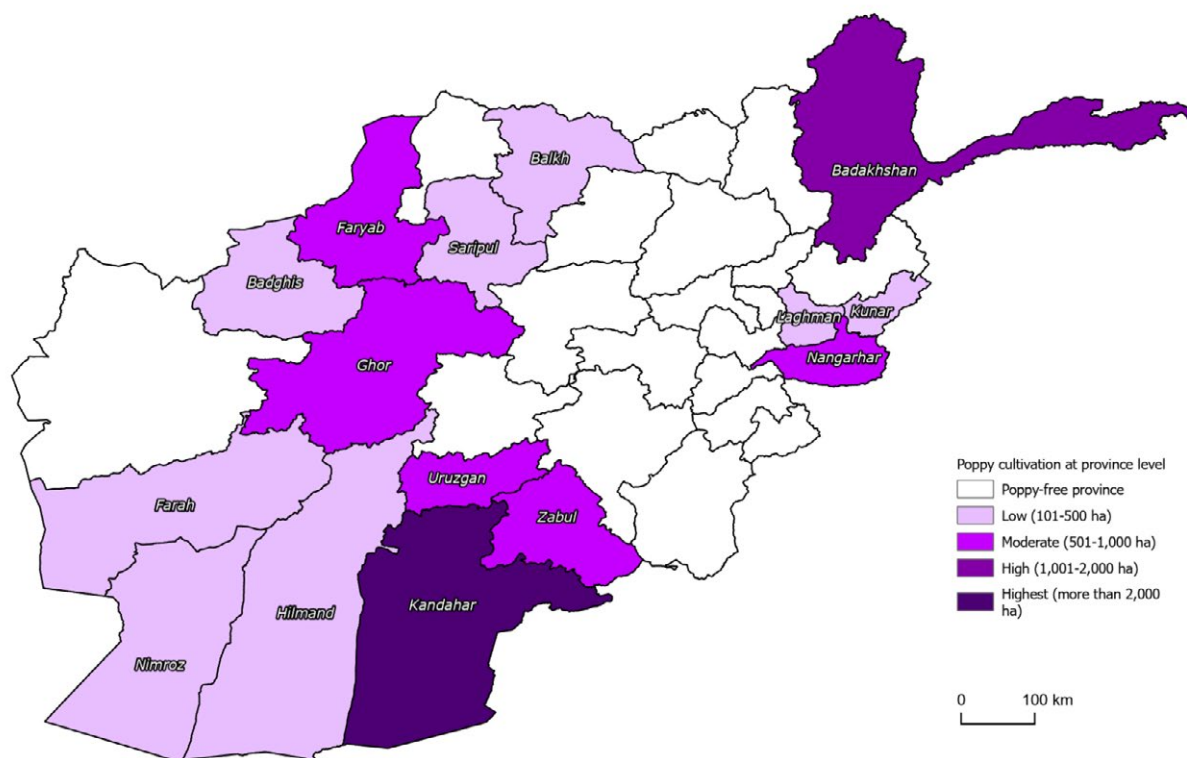 Balkh
Badakhshan
Faryab
Saripul
Badghis
Laghman
Kunar
Nangarhar
Ghor
Uruzgan
Farah
Zabul
Hilmand
Kandahar
Nimroz
Poppy cultivation at province level
Poppy-free province
Low (101-500 ha)
Moderate (501-1,000 ha)
High (1,001-2,000 ha)
Highest (more than 2,000
ha)
0 100 km